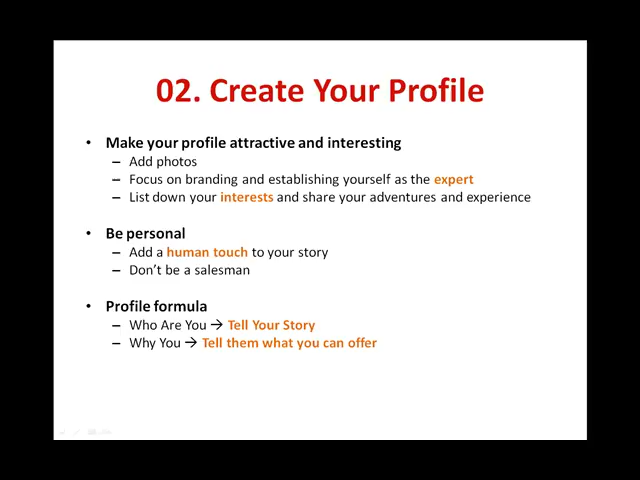 02. Create Your Profile
• Make your profile attractive and interesting
– Add photos
– Focus on branding and establishing yourself as the expert
– List down your interests and share your adventures and experience
• Be personal
– Add a human touch to your story
– Don't be a salesman
• Profile formula
– Who Are You → Tell Your Story
– Why You → Tell them what you can offer